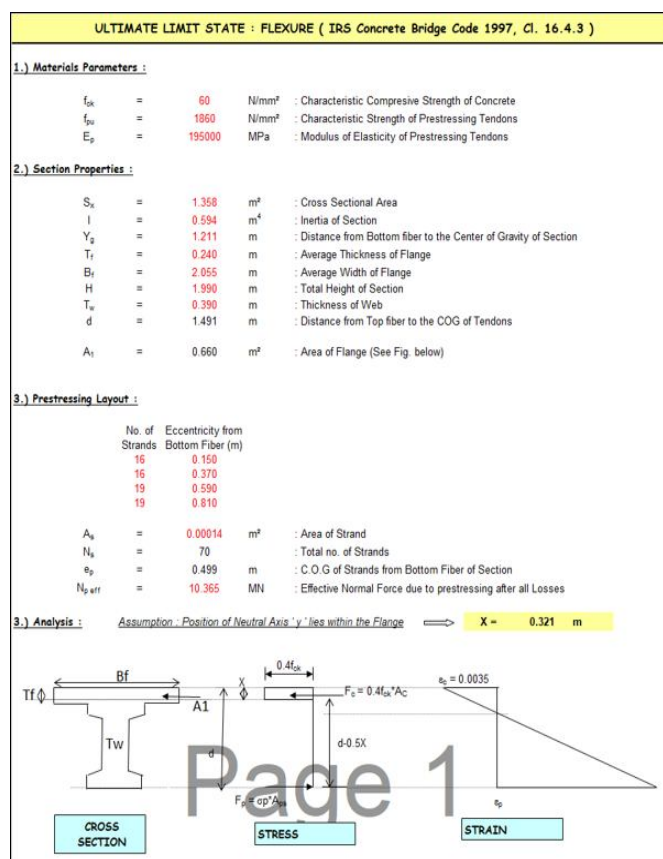 ULTIMATE LIMIT STATE : FLEXURE ( IRS Concrete Bridge Code 1997, Cl. 16.4.3 )
1.) Materials Parameters :
fck = 60 N/mm² : Characteristic Compresive Strength of Concrete
fpu = 1860 N/mm² : Characteristic Strength of Prestressing Tendons
Ep = 195000 MPa : Modulus of Elasticity of Prestressing Tendons
2.) Section Properties :
Sx = 1.358 m² : Cross Sectional Area
I = 0.594 m⁴ : Inertia of Section
Yg = 1.211 m : Distance from Bottom fiber to the Center of Gravity of Section
Tf = 0.240 m : Average Thickness of Flange
Bf = 2.055 m : Average Width of Flange
H = 1.990 m : Total Height of Section
Tw = 0.390 m : Thickness of Web
d = 1.491 m : Distance from Top fiber to the COG of Tendons
A1 = 0.660 m² : Area of Flange (See Fig. below)
3.) Prestressing Layout :
No. of Eccentricity from
Strands Bottom Fiber (m)
16 0.150
16 0.370
19 0.590
19 0.810
As = 0.00014 m² : Area of Strand
Ns = 70 : Total no. of Strands
ep = 0.499 m : C.O.G of Strands from Bottom Fiber of Section
Np eff = 10.365 MN : Effective Normal Force due to prestressing after all Losses
3.) Analysis : Assumption : Position of Neutral Axis ' y ' lies within the Flange X = 0.321 m
0.4fck
Bf
εc = 0.0035
Tf
X
Fc = 0.4fck*AC
A1
Tw
d
d-0.5X
Page 1
Fp = σp*Aps
εp
CROSS SECTION
STRESS
STRAIN